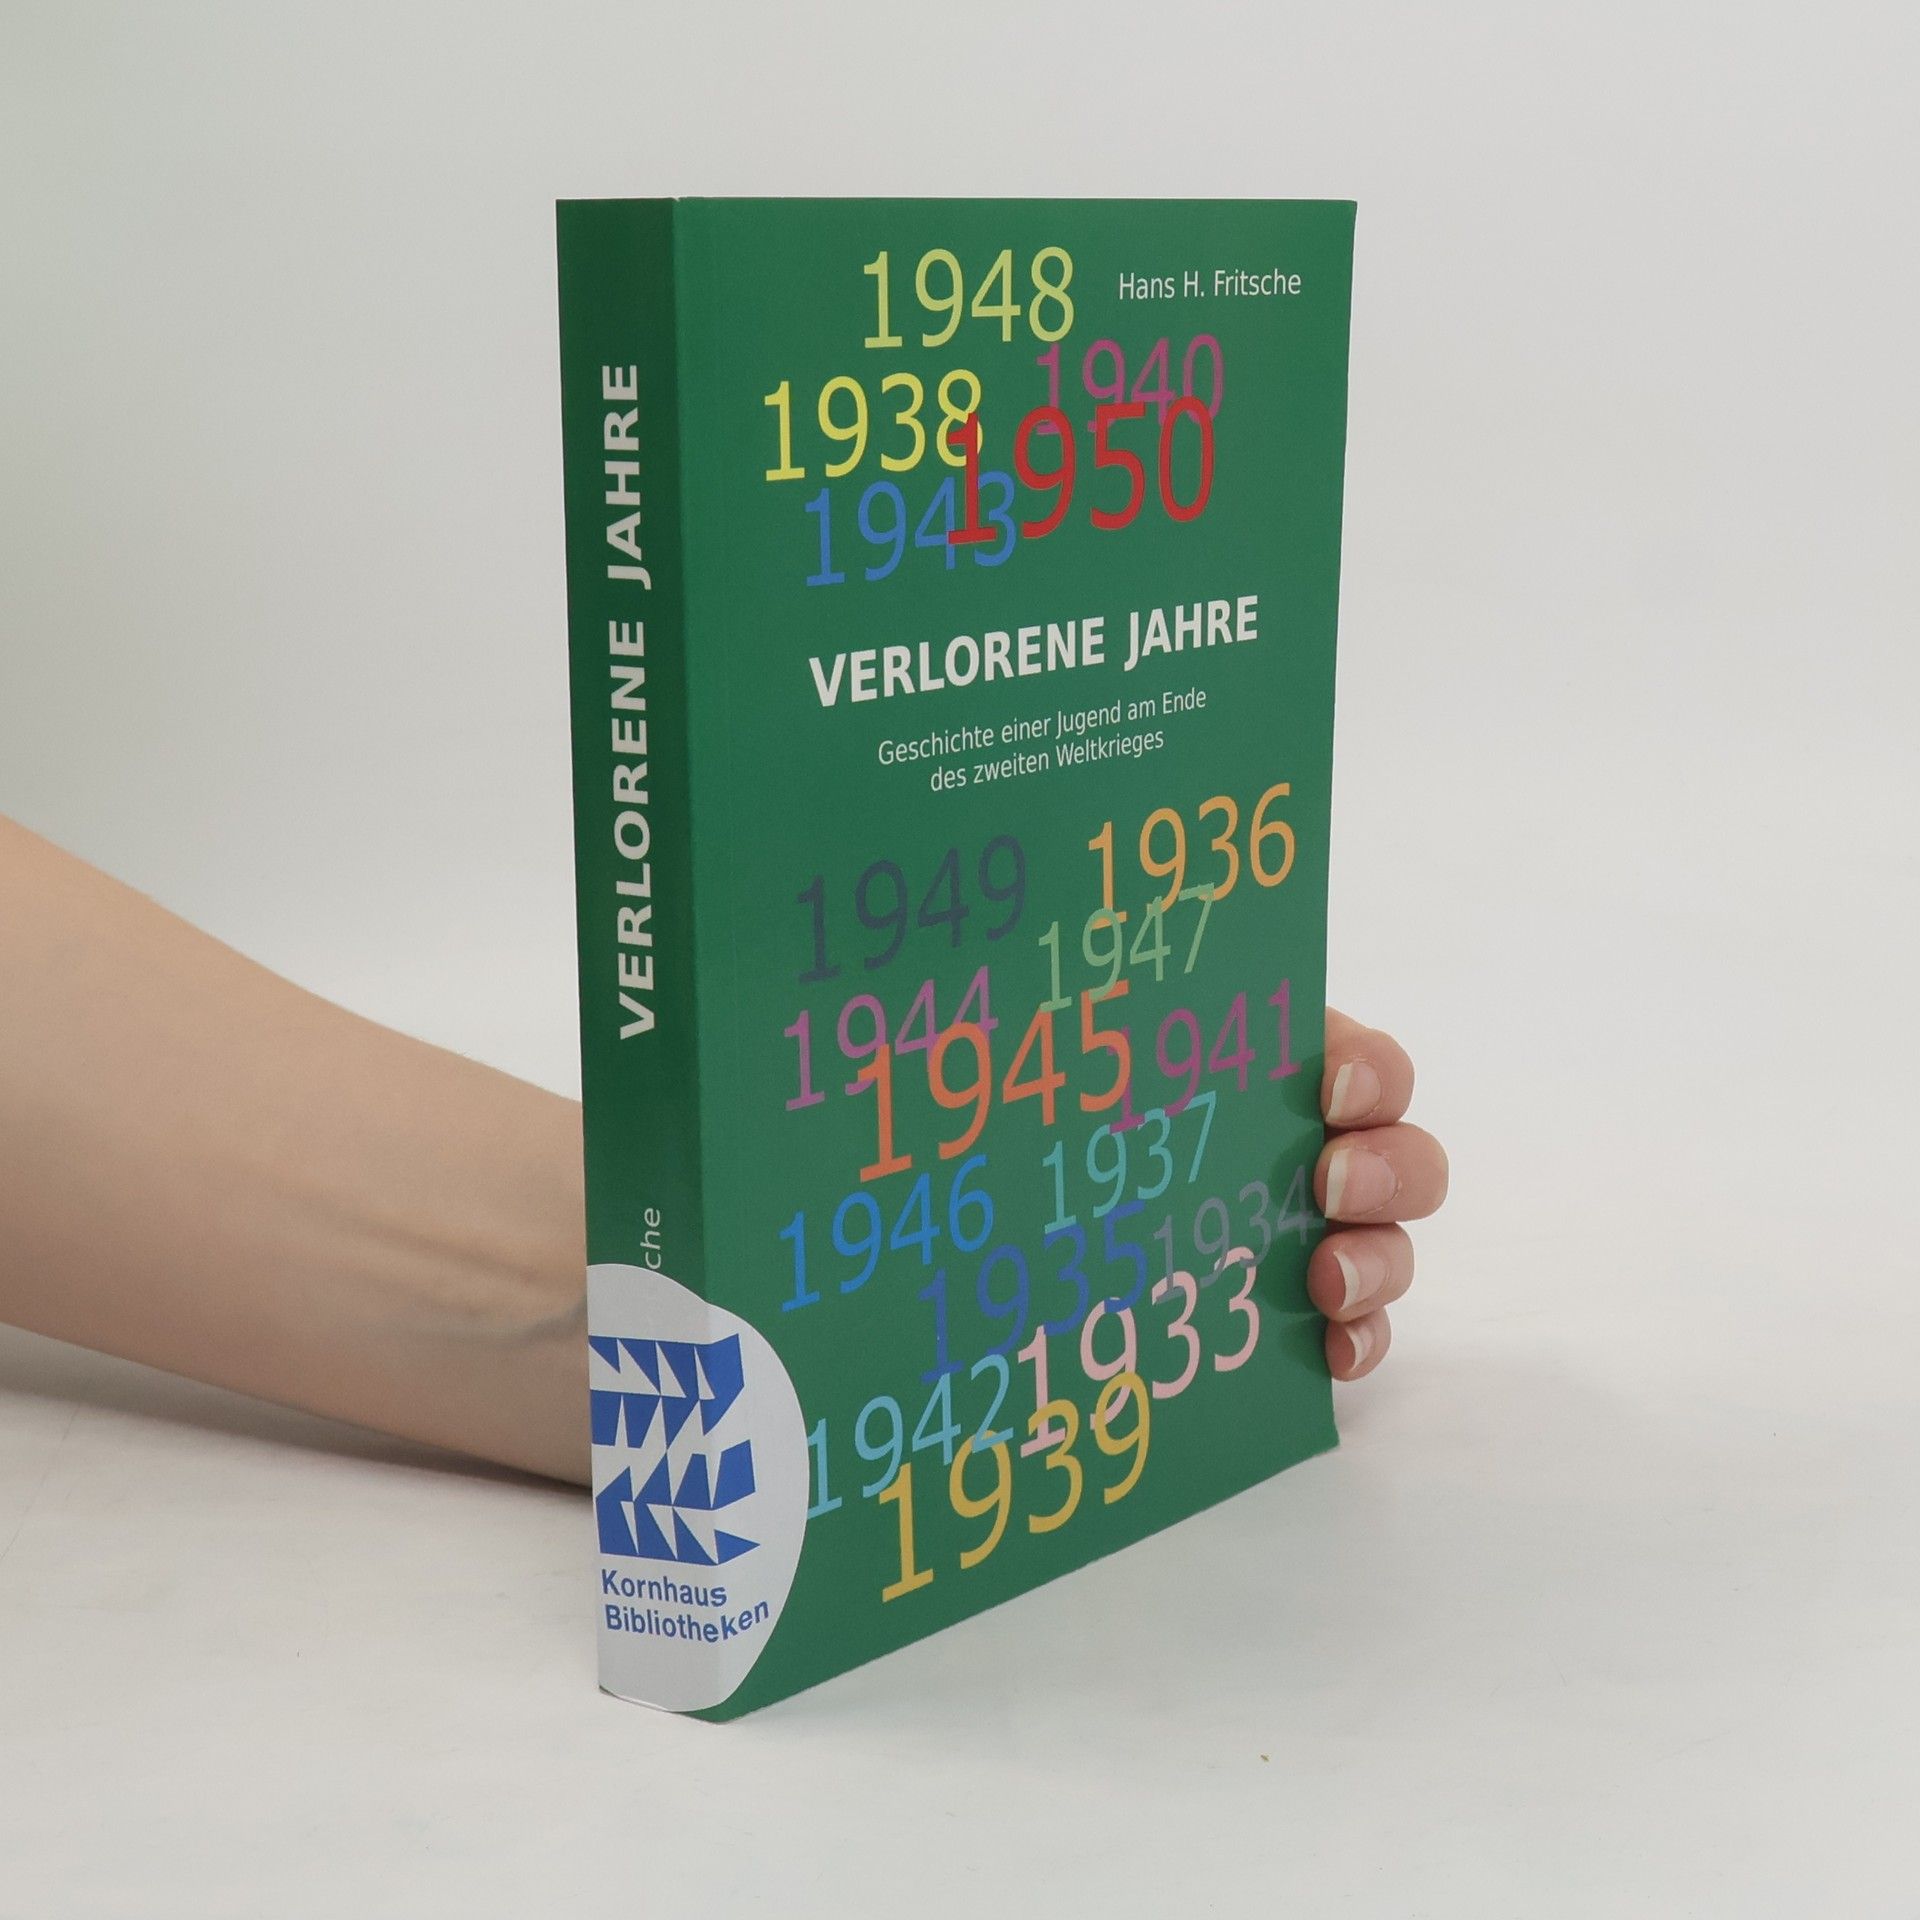 VERLORENE JAHRE
che
Kornhaus
Bibliotheken
1948
Hans H. Fritsche
1940
1938
1950
1943
VERLORENE JAHRE
Geschichte einer Jugend am Ende
des zweiten Weltkrieges
1936
1949
1947
1944
1945
1941
1937
1946
1934
1935
1933
1942
1939